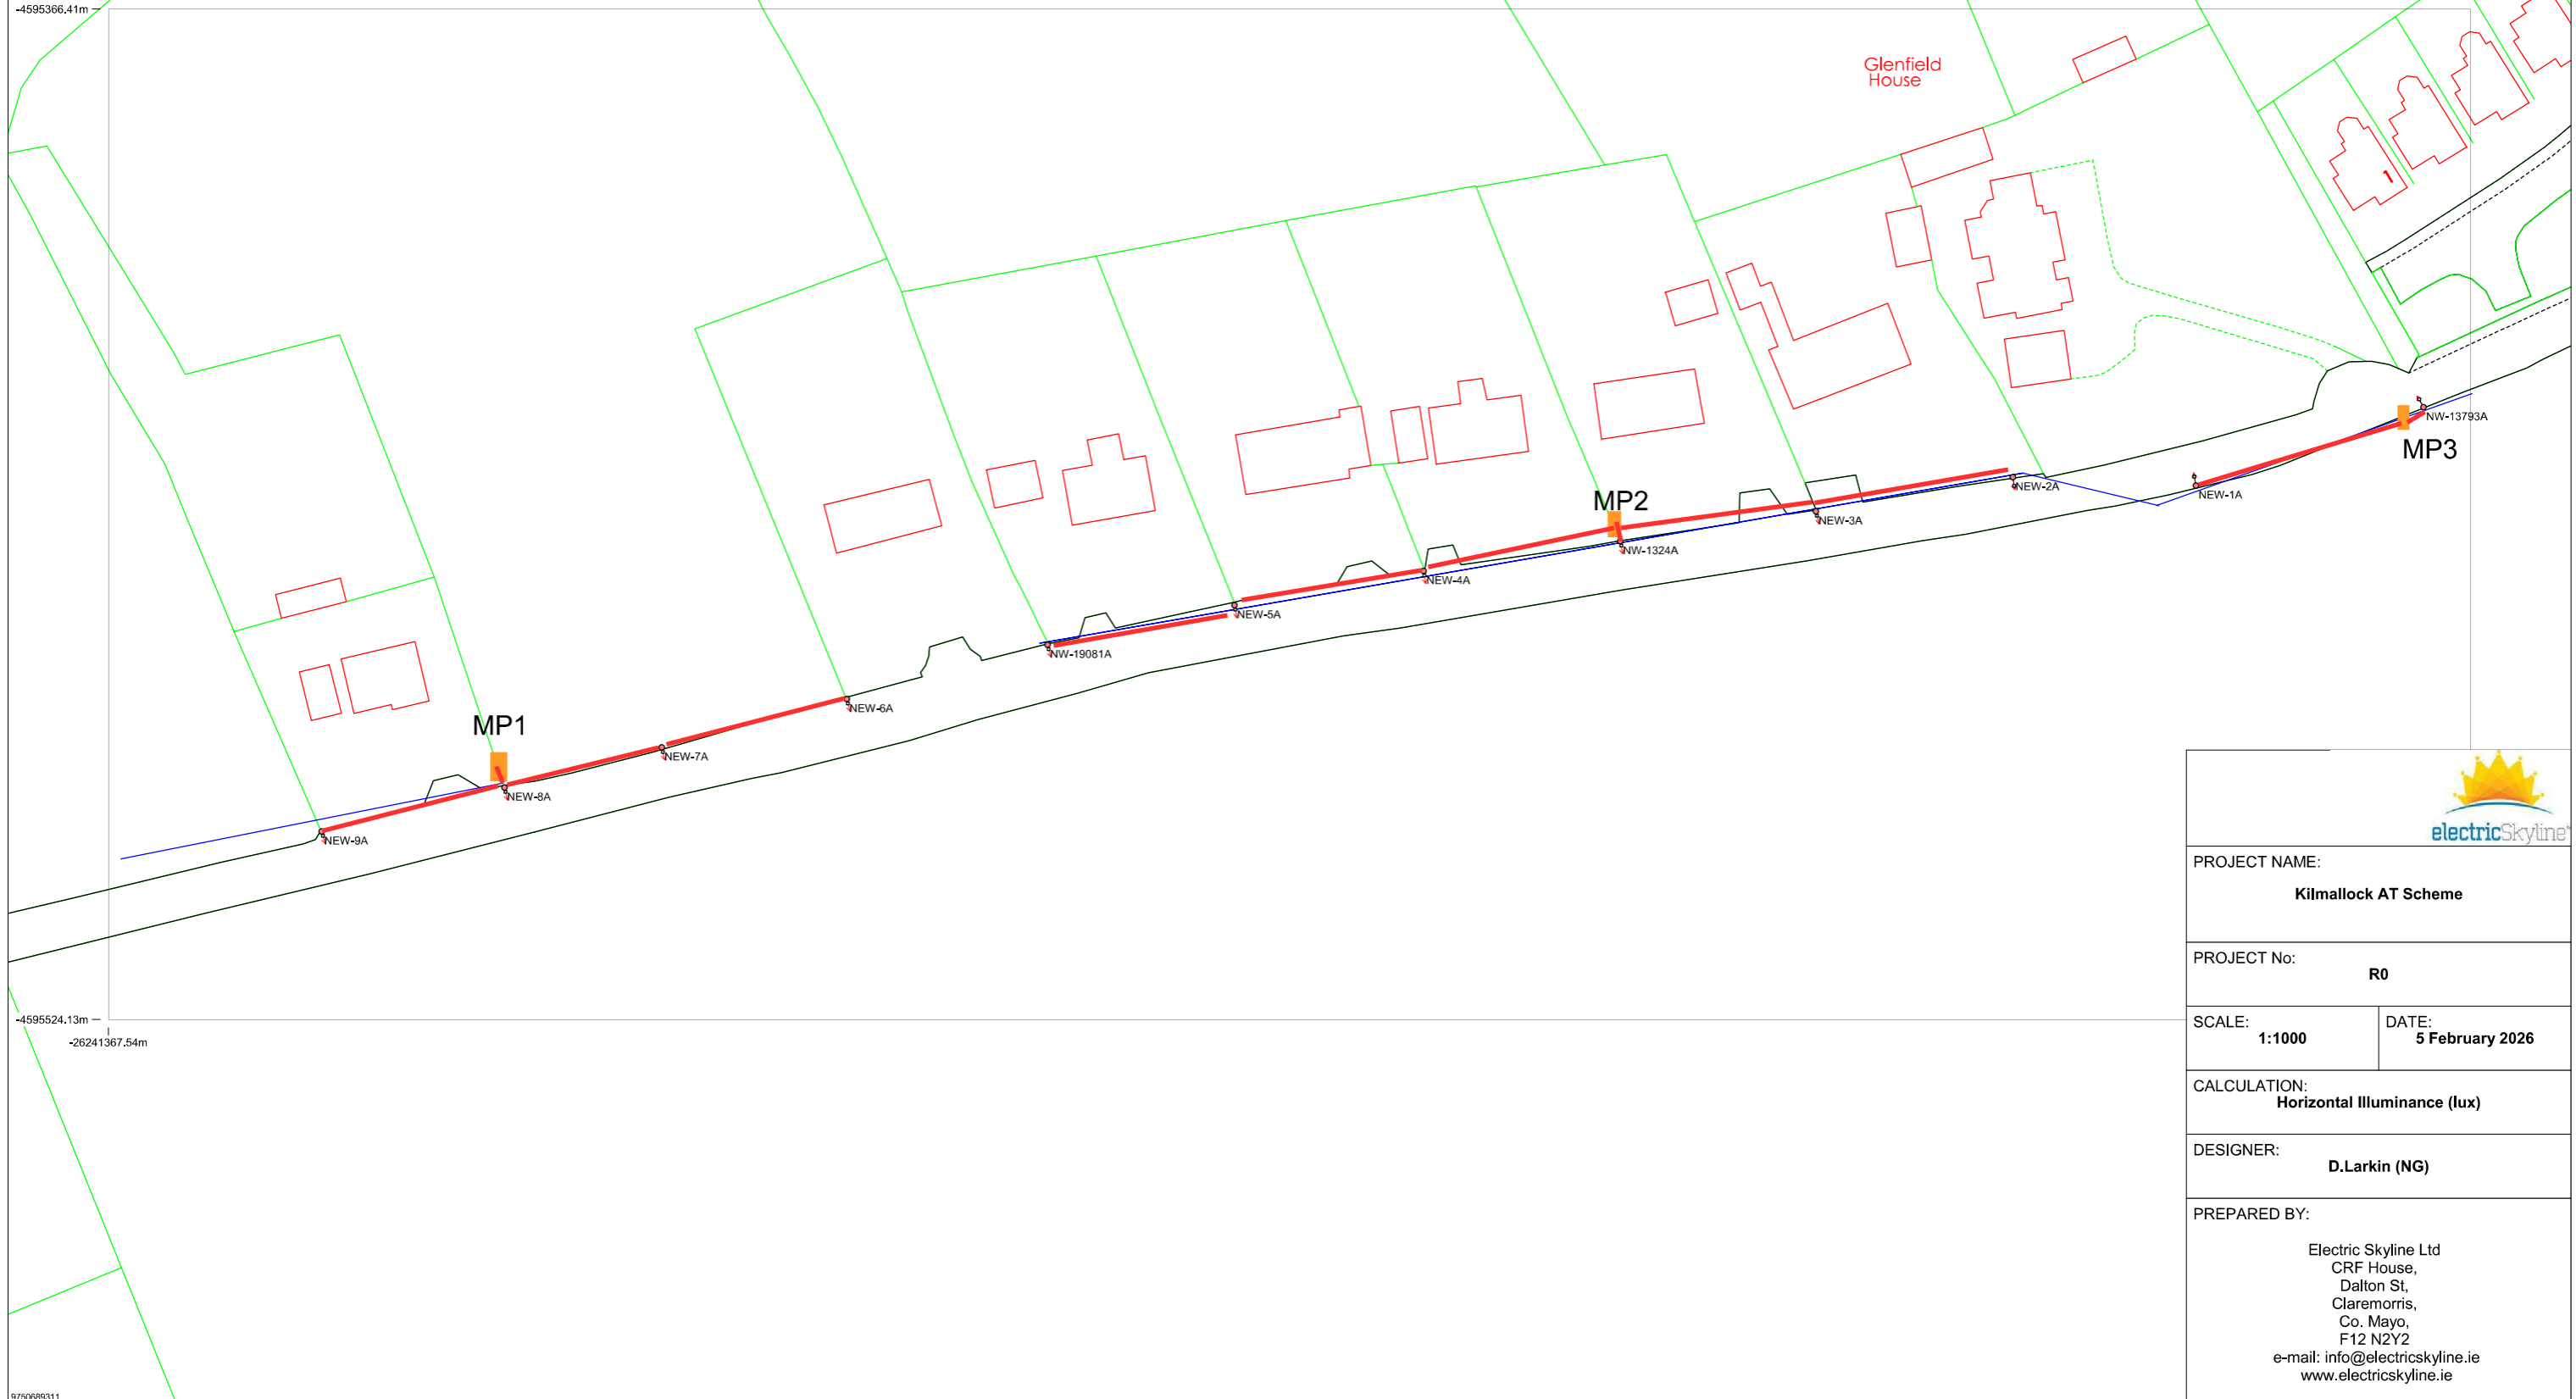 -4595366.41m
Glenfield
House
1
NW-13793A
MP3
NEW-1A
NEW-2A
MP2
NEW-3A
NW-1324A
NEW-4A
NEW-5A
NW-19081A
NEW-6A
MP1
NEW-7A
NEW-8A
NEW-9A
-4595524.13m
-26241367.54m
electricSkyline
PROJECT NAME:
Kilmallock AT Scheme
PROJECT No:
R0
SCALE:
1:1000
DATE:
5 February 2026
CALCULATION:
Horizontal Illuminance (lux)
DESIGNER:
D.Larkin (NG)
PREPARED BY:
Electric Skyline Ltd
CRF House,
Dalton St,
Claremorris,
Co. Mayo,
F12 N2Y2
e-mail: info@electricskyline.ie
www.electricskyline.ie
9750689311